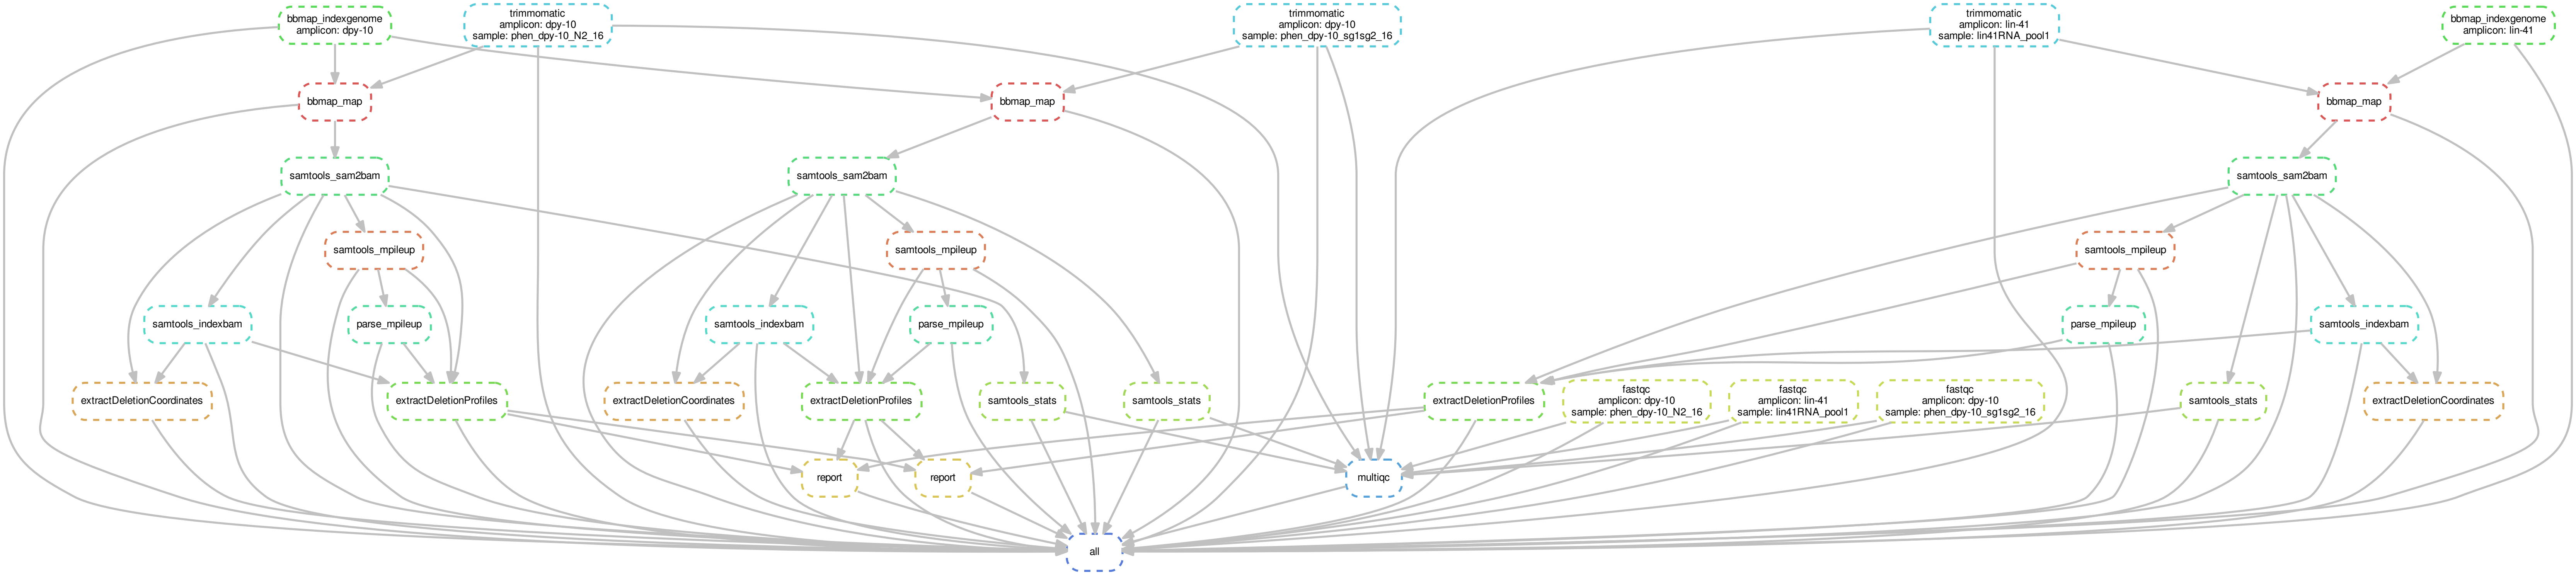 bbmap_indexgenome
amplicon: dpy-10
trimmomatic
amplicon: dpy-10
sample: phen_dpy-10_N2_16
trimmomatic
amplicon: dpy-10
sample: phen_dpy-10_sg1sg2_16
trimmomatic
amplicon: lin-41
sample: lin41RNA_pool1
bbmap_indexgenome
amplicon: lin-41
bbmap_map
bbmap_map
bbmap_map
samtools_sam2bam
samtools_sam2bam
samtools_sam2bam
samtools_mpileup
samtools_mpileup
samtools_mpileup
samtools_indexbam
parse_mpileup
samtools_indexbam
parse_mpileup
parse_mpileup
samtools_indexbam
extractDeletionCoordinates
extractDeletionProfiles
extractDeletionCoordinates
extractDeletionProfiles
samtools_stats
samtools_stats
extractDeletionProfiles
fastqc
amplicon: dpy-10
sample: phen_dpy-10_N2_16
fastqc
amplicon: lin-41
sample: lin41RNA_pool1
fastqc
amplicon: dpy-10
sample: phen_dpy-10_sg1sg2_16
samtools_stats
extractDeletionCoordinates
report
report
multiqc
all